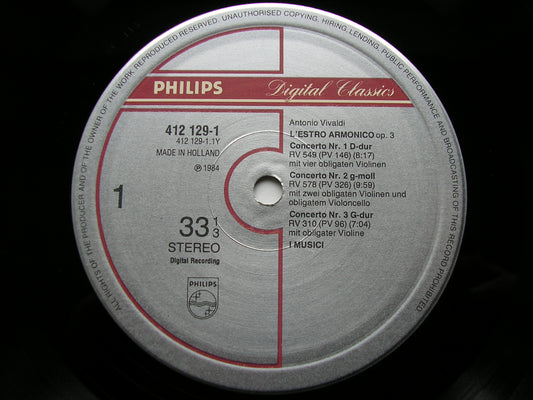 ALL RIGHTS OF THE PRODUCER AND OF THE OWNER OF THE WORK REPRODUCED RESERVED. UNAUTHORISED COPYING, HIRING, LENDING, PUBLIC PERFORMANCE AND BROADCASTING OF THIS RECORD PROHIBITED
PHILIPS
Digital Classics
412 129-1
412 129-1.1Y
MADE IN HOLLAND
℗ 1984
1
33 1/3
STEREO
Digital Recording
PHILIPS
Antonio Vivaldi
L'ESTRO ARMONICO op. 3
Concerto Nr. 1 D-dur
RV 549 (PV 146) (8:17)
mit vier obligaten Violinen
Concerto Nr. 2 g-moll
RV 578 (PV 326) (9:59)
mit zwei obligaten Violinen und
obligatem Violoncello
Concerto Nr. 3 G-dur
RV 310 (PV 96) (7:04)
mit obligater Violine
I MUSICI